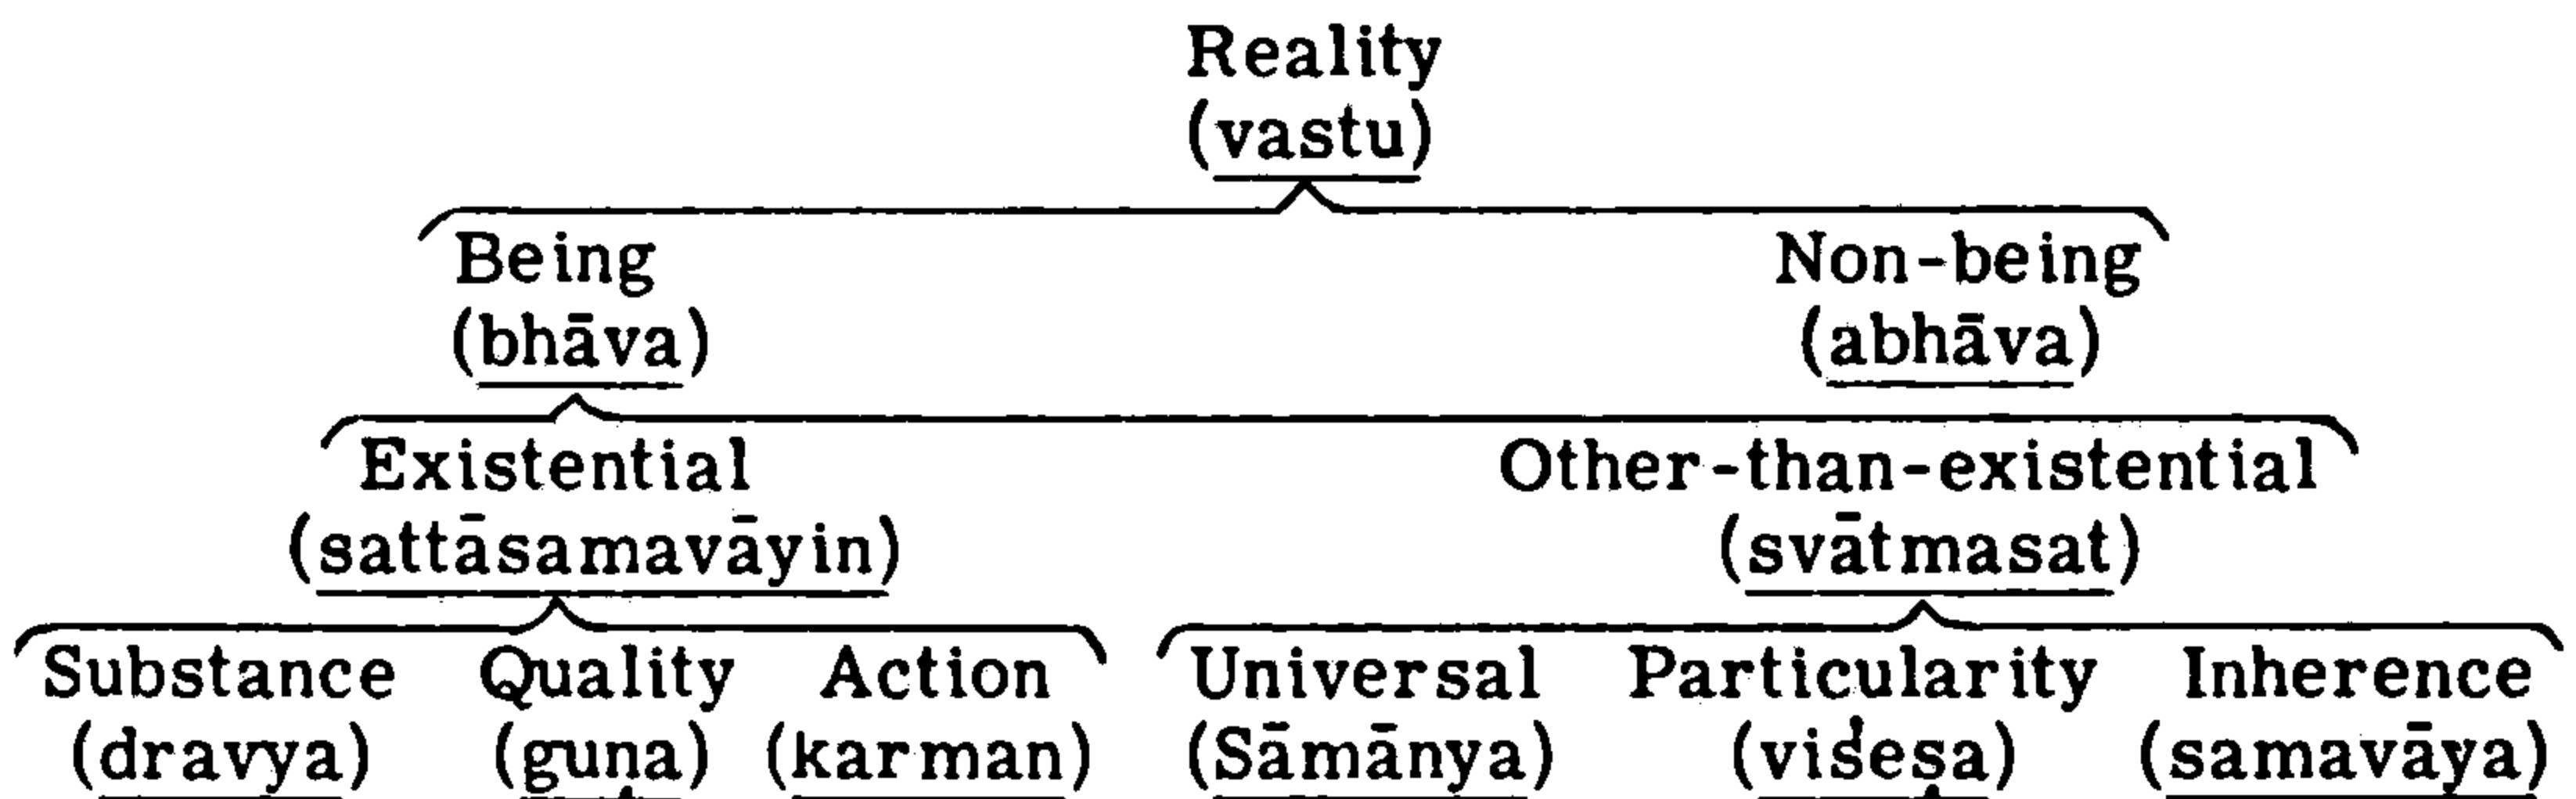 Reality
(vastu)
Being Non-being
(bhāva) (abhāva)
Existential Other-than-existential
(sattāsamavāyin) (svātmasat)
Substance Quality Action Universal Particularity Inherence
(dravya) (guṇa) (karman) (Sāmānya) (viśeṣa) (samavāya)